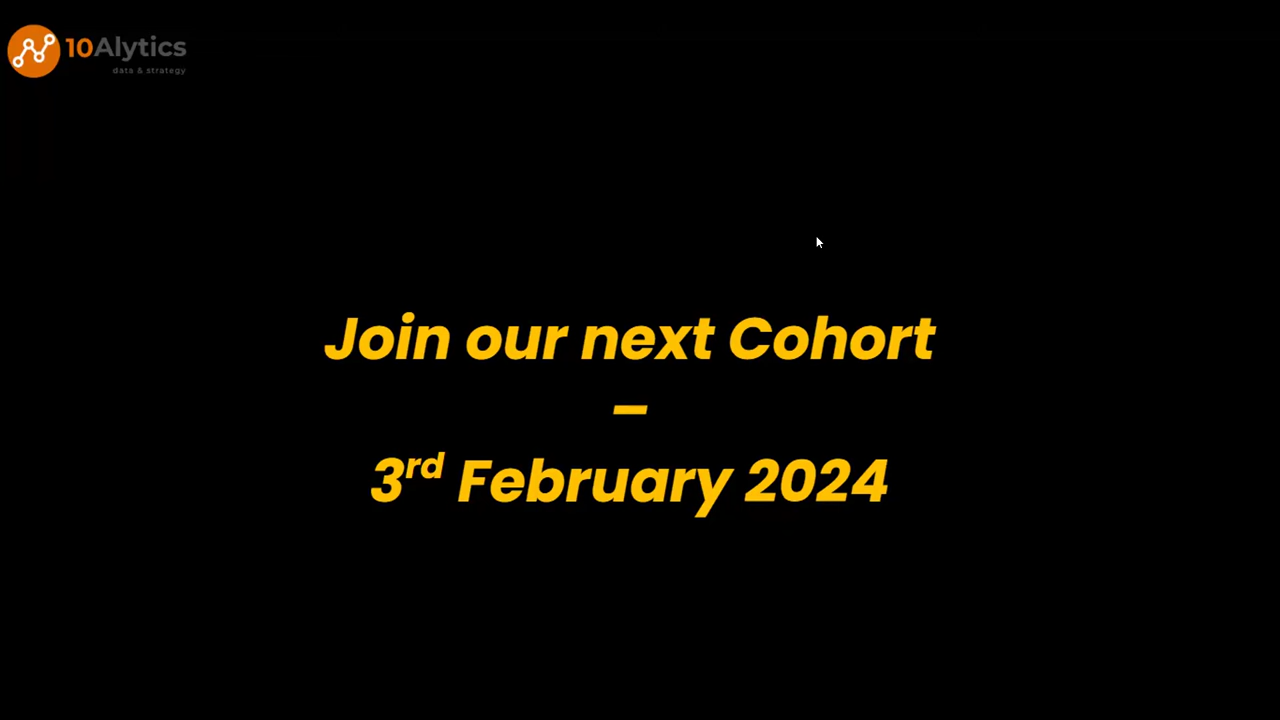 10Alytics
data & strategy
Join our next Cohort
–
3rd February 2024